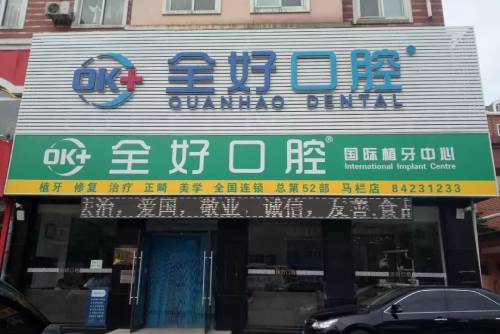 OK+ 全好口腔®
QUANHAO DENTAL
OK+ 全好口腔® 国际植牙中心
International Implant Centre
植牙 修复 治疗 正畸 美学 全国连锁 总第52部 马栏店 84231233
法治，爱国，敬业、诚信，友善.食品